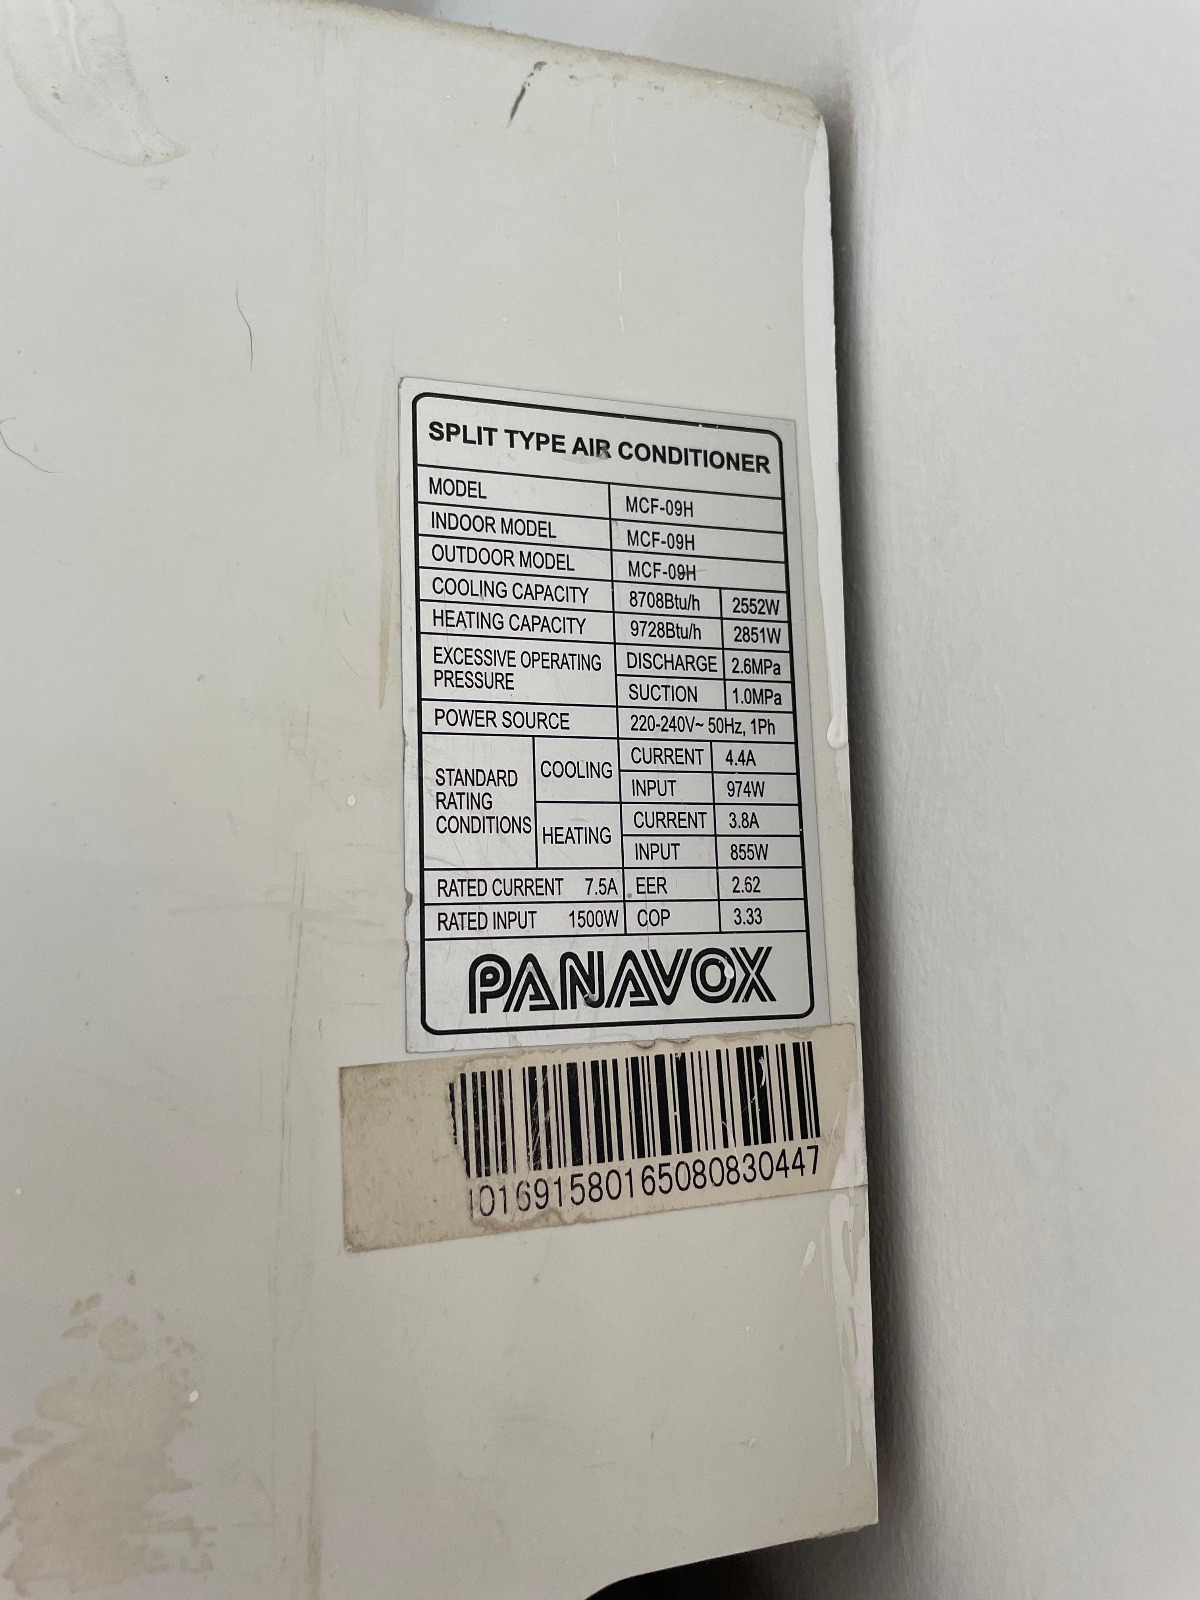 SPLIT TYPE AIR CONDITIONER
MODEL MCF-09H
INDOOR MODEL MCF-09H
OUTDOOR MODEL MCF-09H
COOLING CAPACITY 8708Btu/h 2552W
HEATING CAPACITY 9728Btu/h 2851W
EXCESSIVE OPERATING PRESSURE DISCHARGE 2.6MPa
SUCTION 1.0MPa
POWER SOURCE 220-240V~ 50Hz, 1Ph
STANDARD RATING CONDITIONS COOLING CURRENT 4.4A
INPUT 974W
HEATING CURRENT 3.8A
INPUT 855W
RATED CURRENT 7.5A EER 2.62
RATED INPUT 1500W COP 3.33
PANAVOX
01691580165080830447